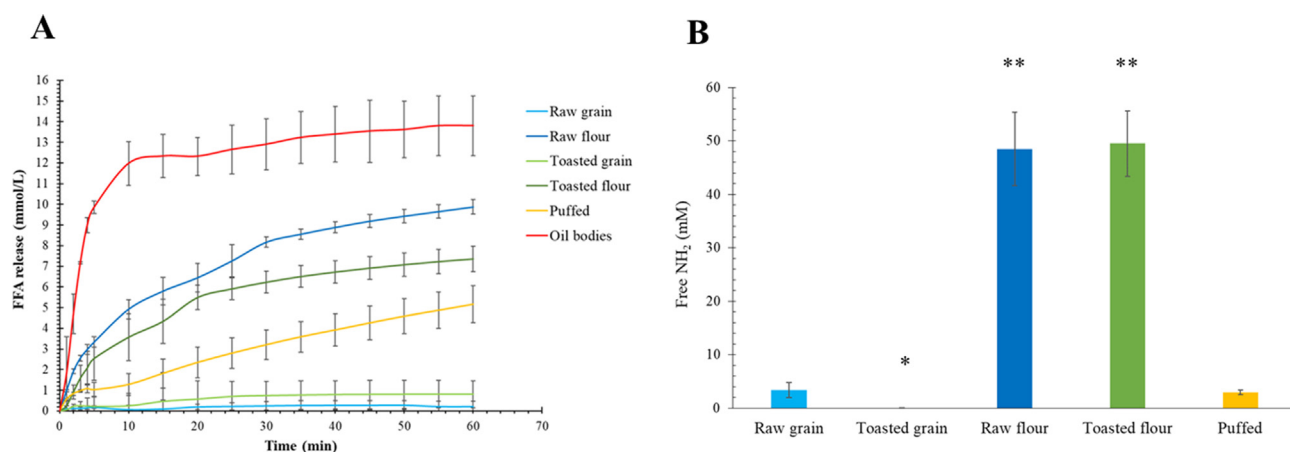 A
FFA release (mmol/L)
16
15
14
13
12
11
10
9
8
7
6
5
4
3
2
1
0
0 10 20 30 40 50 60 70
Time (min)
Raw grain
Raw flour
Toasted grain
Toasted flour
Puffed
Oil bodies
B
Free NH₂ (mM)
60
50
40
30
20
10
0
** **
*
Raw grain Toasted grain Raw flour Toasted flour Puffed